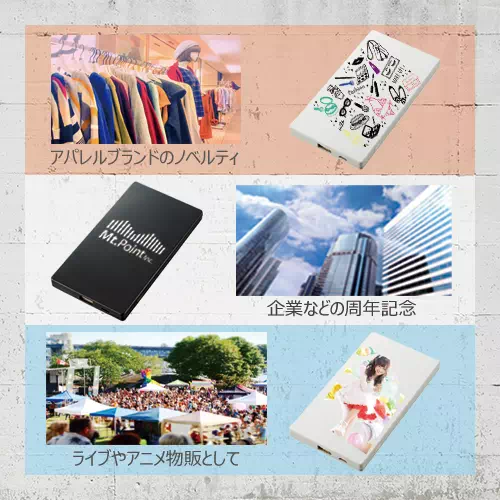 アパレルブランドのノベルティ
Mt.Point Inc.
企業などの周年記念
ライブやアニメ物販として